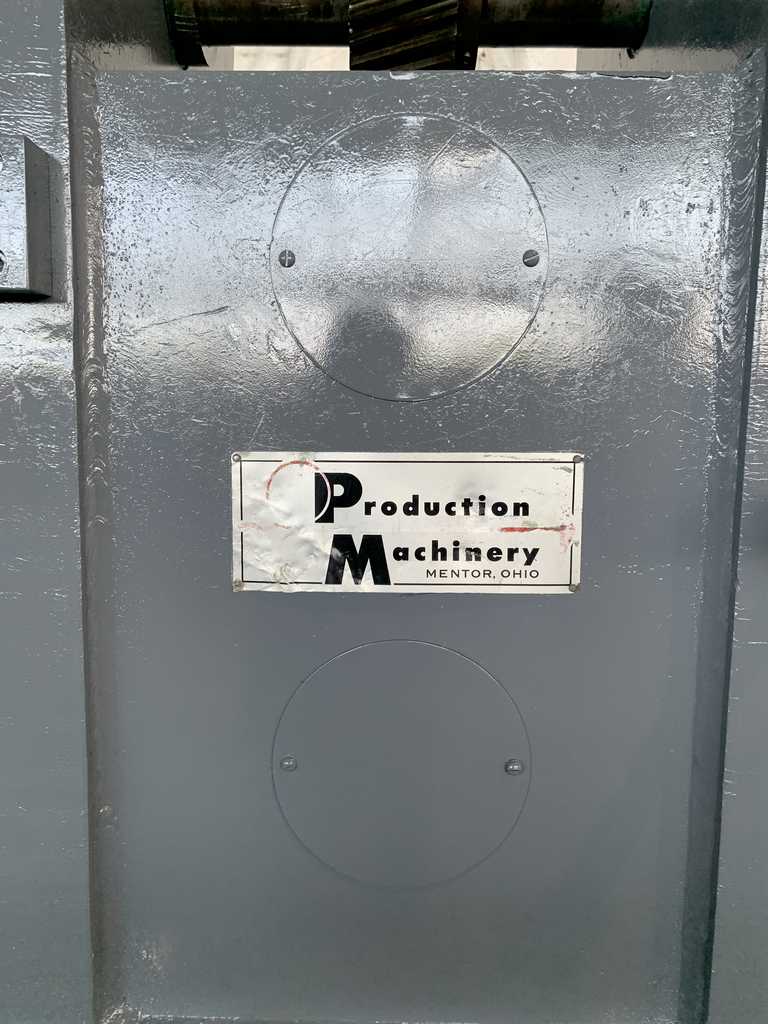 Production
Machinery
MENTOR, OHIO